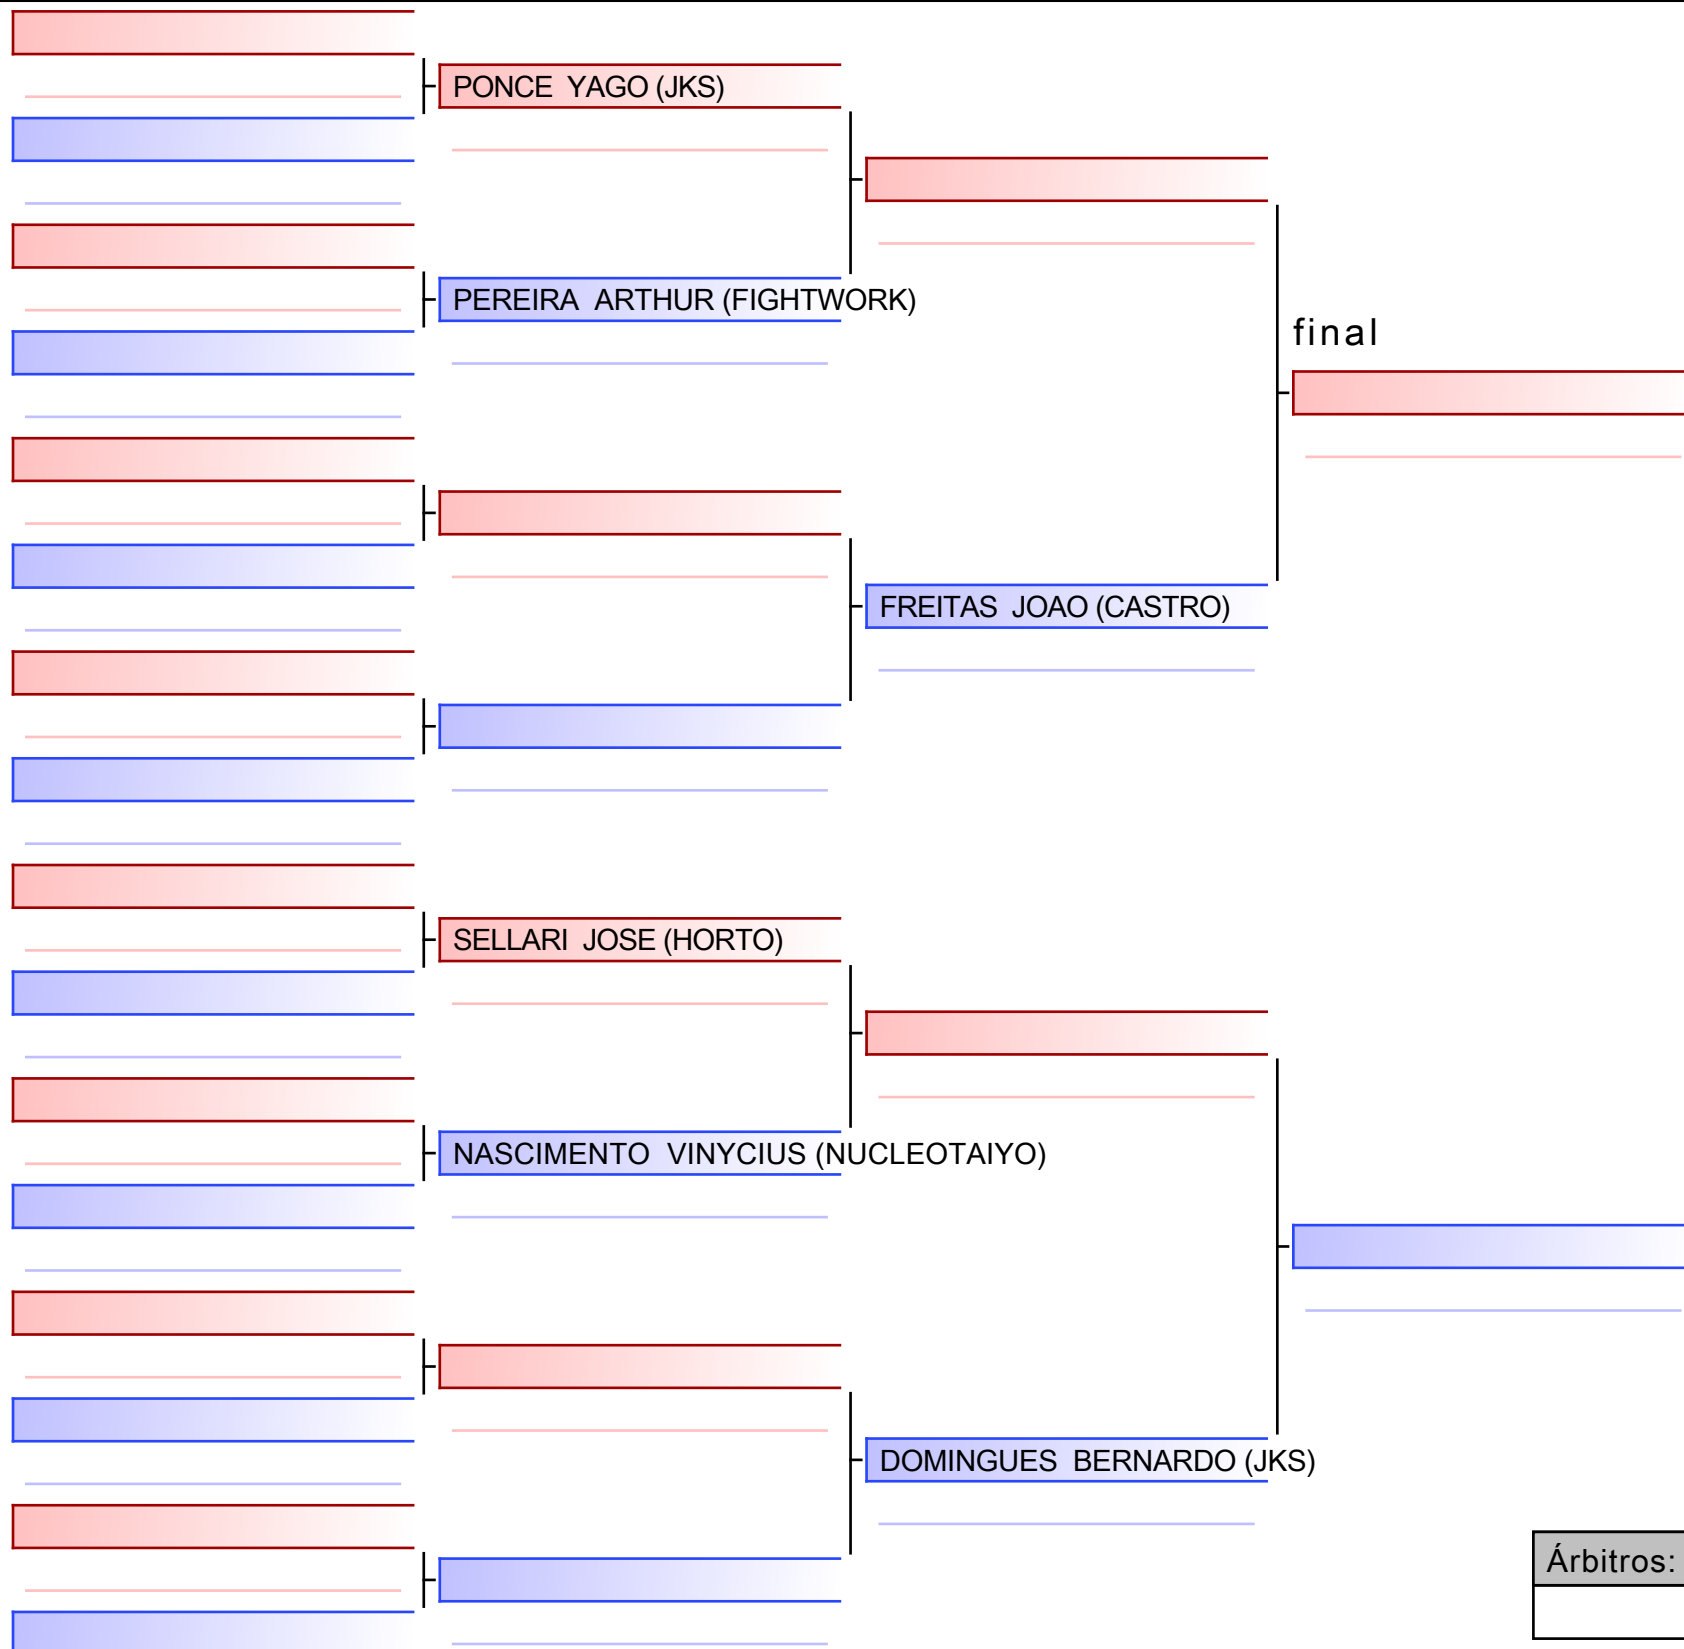 PONCE  YAGO (JKS)
PEREIRA  ARTHUR (FIGHTWORK)
final
FREITAS  JOAO (CASTRO)
SELLARI  JOSE (HORTO)
NASCIMENTO  VINYCIUS (NUCLEOTAIYO)
DOMINGUES  BERNARDO (JKS)
Árbitros: